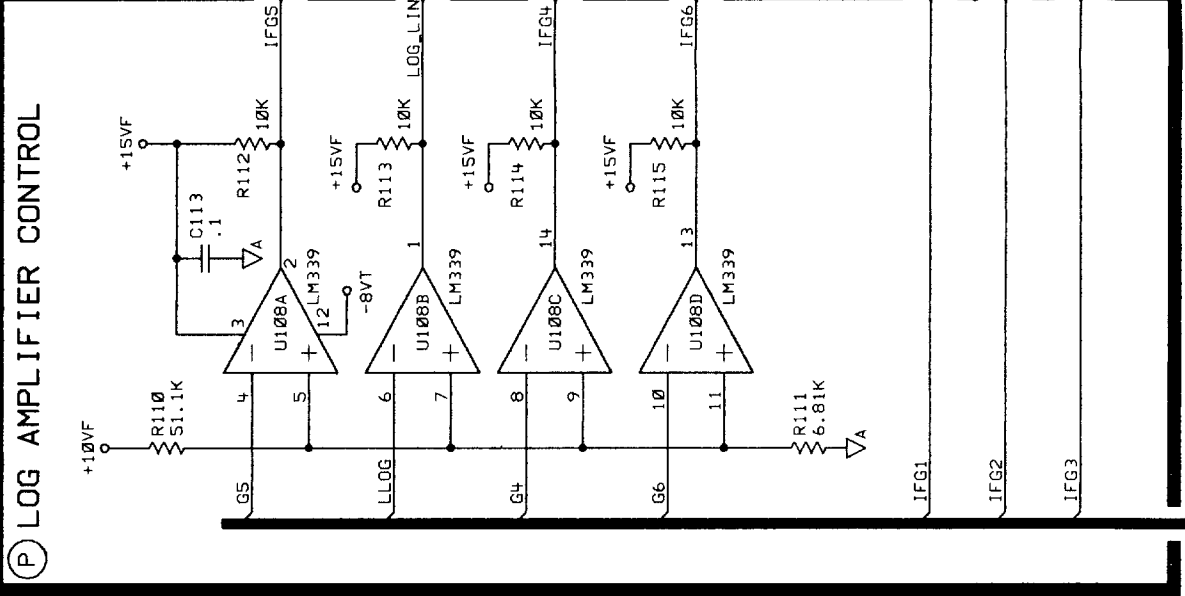 P LOG AMPLIFIER CONTROL
+10VF
R110
51.1K
+15VF
C113
.1
A
R112
10K
IFG5
G5
4
5
3
U108A
12
2
LM339
-8VT
+15VF
R113
10K
LOG_LIN
LLOG
6
7
U108B
1
LM339
+15VF
R114
10K
IFG4
G4
8
9
U108C
14
LM339
+15VF
R115
10K
IFG6
G6
10
11
U108D
13
LM339
R111
6.81K
A
IFG1
IFG2
IFG3